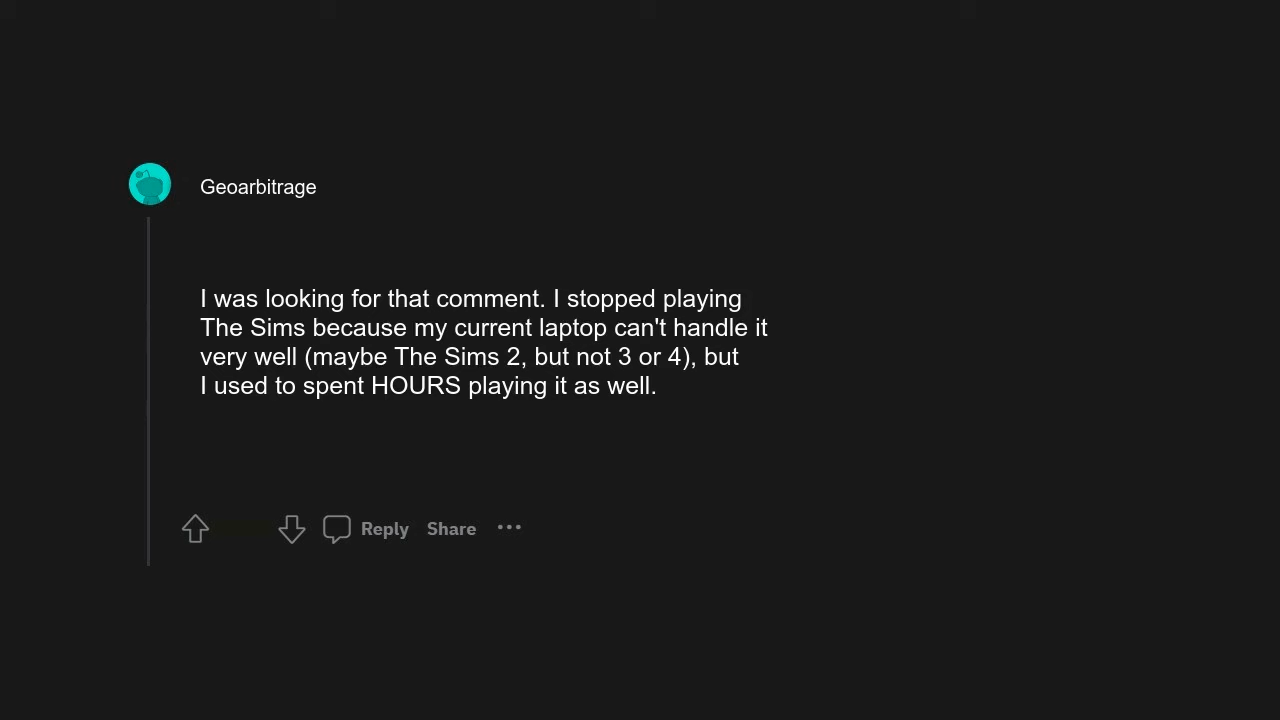 Geoarbitrage
I was looking for that comment. I stopped playing
The Sims because my current laptop can't handle it
very well (maybe The Sims 2, but not 3 or 4), but
I used to spent HOURS playing it as well.
Reply Share